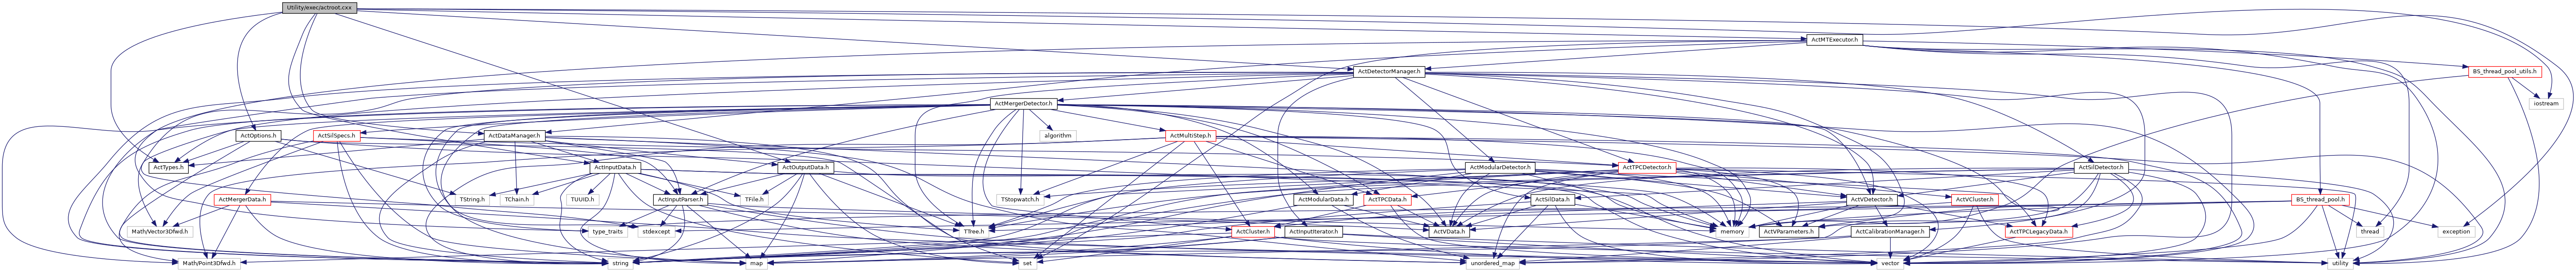 Utility/exec/actroot.cxx
ActMTExecutor.h
ActDetectorManager.h
BS_thread_pool_utils.h
iostream
ActMergerDetector.h
ActOptions.h
ActSilSpecs.h
ActDataManager.h
algorithm
ActMultiStep.h
ActTypes.h
ActInputData.h
ActOutputData.h
ActModularDetector.h
ActTPCDetector.h
ActSilDetector.h
ActMergerData.h
TString.h
TChain.h
TUUID.h
ActInputParser.h
TFile.h
TStopwatch.h
ActModularData.h
ActTPCData.h
ActSilData.h
ActVDetector.h
ActVCluster.h
BS_thread_pool.h
Math/Vector3Dfwd.h
type_traits
stdexcept
TTree.h
ActCluster.h
ActInputIterator.h
ActVData.h
memory
ActVParameters.h
ActCalibrationManager.h
ActTPCLegacyData.h
thread
exception
Math/Point3Dfwd.h
string
map
set
unordered_map
vector
utility